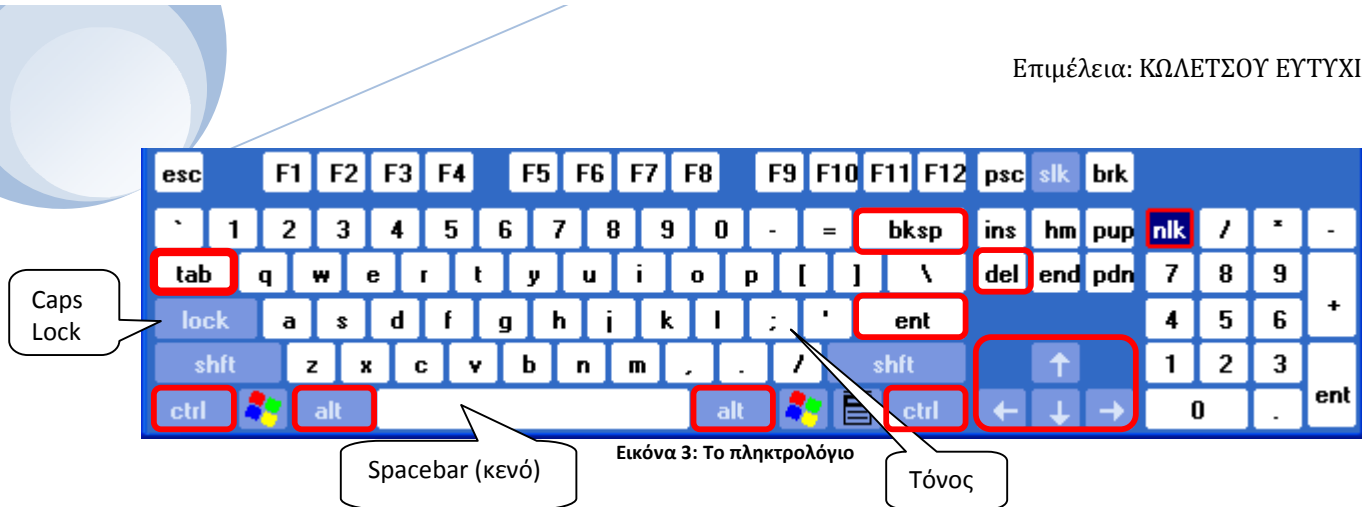 Επιμέλεια: ΚΩΛΕΤΣΟΥ ΕΥΤΥΧΙ
esc F1 F2 F3 F4 F5 F6 F7 F8 F9 F10 F11 F12 psc slk brk
` 1 2 3 4 5 6 7 8 9 0 - = bksp ins hm pup nlk / * -
tab q w e r t y u i o p [ ] \ del end pdn 7 8 9 +
Caps
Lock
lock a s d f g h j k l ; ' ent 4 5 6
shft z x c v b n m , . / shft ↑ 1 2 3 ent
ctrl alt alt ctrl ← ↓ → 0 .
Εικόνα 3: Το πληκτρολόγιο
Spacebar (κενό)
Τόνος